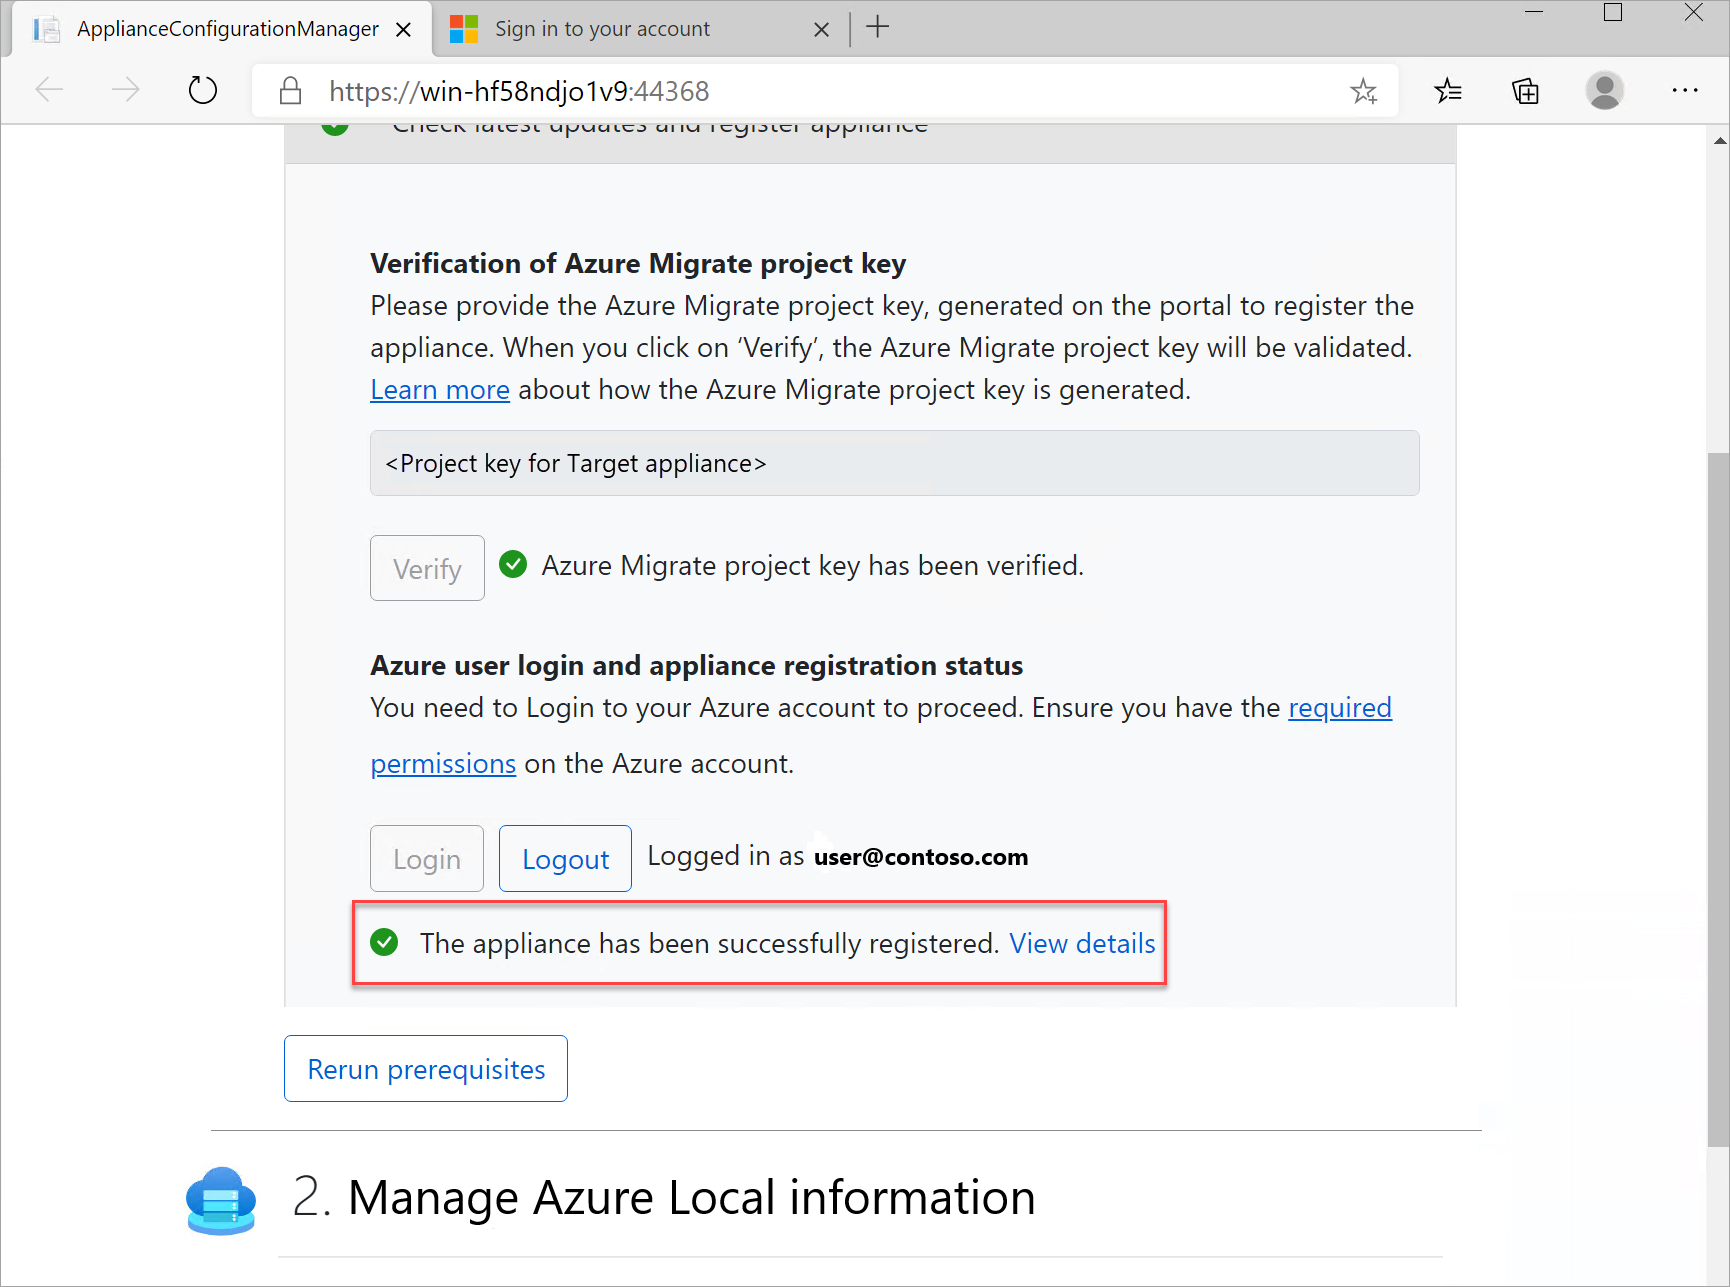 ApplianceConfigurationManager
Sign in to your account
https://win-hf58ndjo1v9:44368
Check latest updates and register appliance
Verification of Azure Migrate project key
Please provide the Azure Migrate project key, generated on the portal to register the
appliance. When you click on ‘Verify’, the Azure Migrate project key will be validated.
Learn more about how the Azure Migrate project key is generated.
<Project key for Target appliance>
Verify Azure Migrate project key has been verified.
Azure user login and appliance registration status
You need to Login to your Azure account to proceed. Ensure you have the required
permissions on the Azure account.
Login Logout Logged in as user@contoso.com
The appliance has been successfully registered. View details
Rerun prerequisites
2. Manage Azure Local information